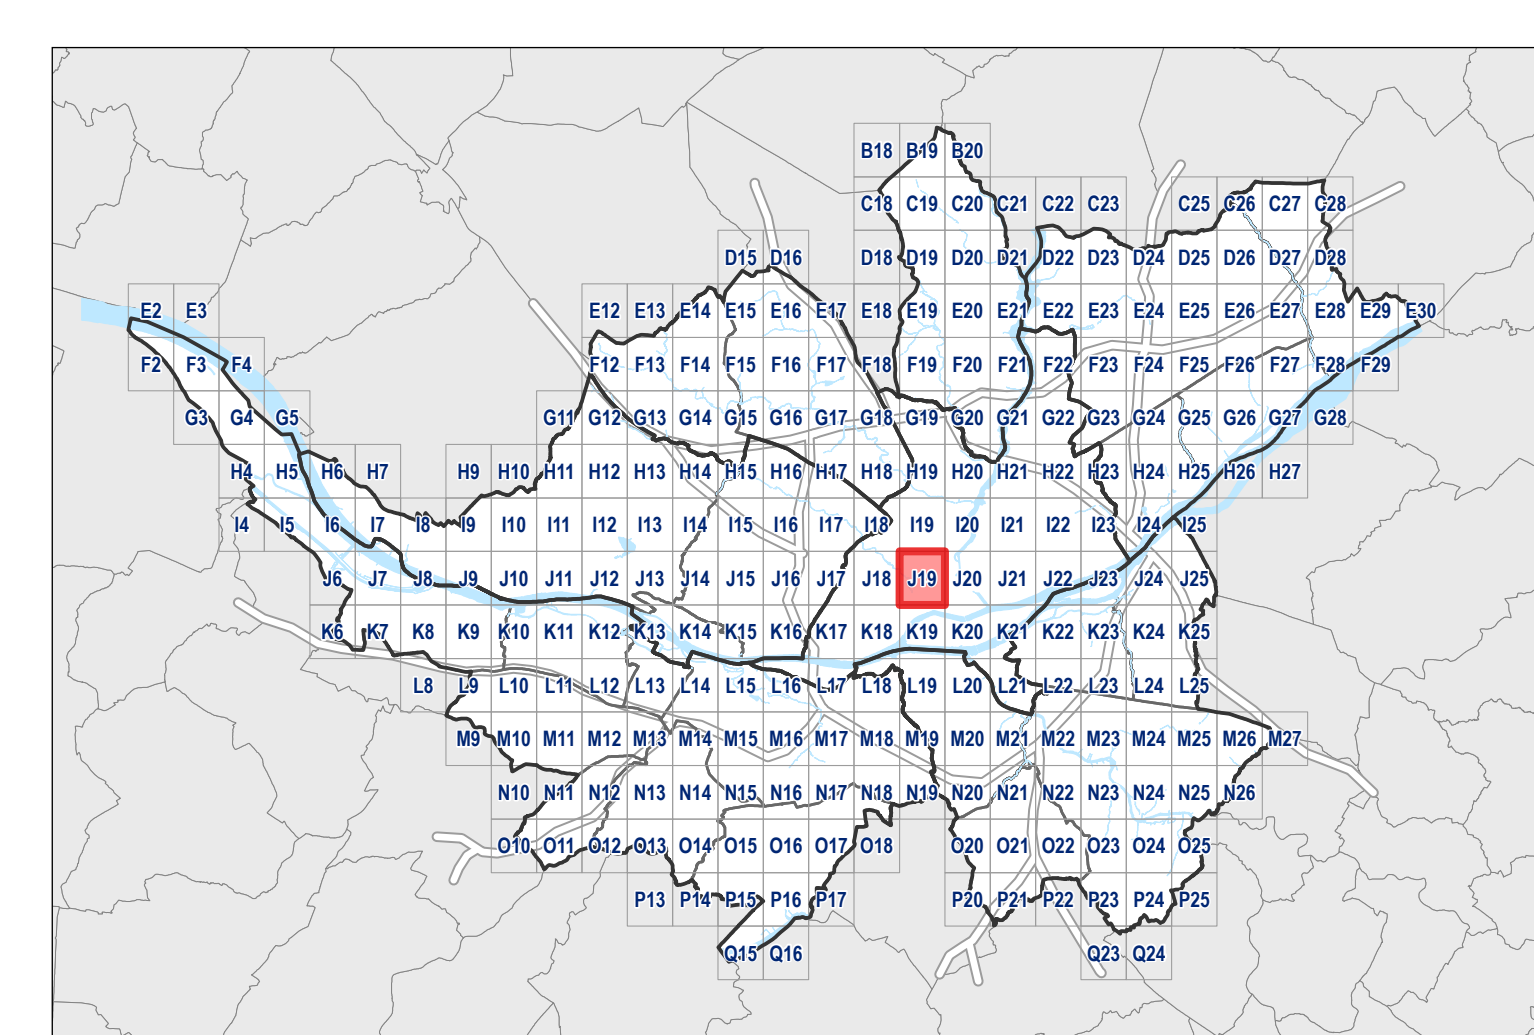 B18 B19 B20
C18 C19 C20 C21 C22 C23 C25 C26 C27 C28
D15 D16 D18 D19 D20 D21 D22 D23 D24 D25 D26 D27 D28
E2 E3 E12 E13 E14 E15 E16 E17 E18 E19 E20 E21 E22 E23 E24 E25 E26 E27 E28 E29 E30
F2 F3 F4 F12 F13 F14 F15 F16 F17 F18 F19 F20 F21 F22 F23 F24 F25 F26 F27 F28 F29
G3 G4 G5 G11 G12 G13 G14 G15 G16 G17 G18 G19 G20 G21 G22 G23 G24 G25 G26 G27 G28
H4 H5 H6 H7 H9 H10 H11 H12 H13 H14 H15 H16 H17 H18 H19 H20 H21 H22 H23 H24 H25 H26 H27
I4 I5 I6 I7 I8 I9 I10 I11 I12 I13 I14 I15 I16 I17 I18 I19 I20 I21 I22 I23 I24 I25
J6 J7 J8 J9 J10 J11 J12 J13 J14 J15 J16 J17 J18 J19 J20 J21 J22 J23 J24 J25
K6 K7 K8 K9 K10 K11 K12 K13 K14 K15 K16 K17 K18 K19 K20 K21 K22 K23 K24 K25
L8 L9 L10 L11 L12 L13 L14 L15 L16 L17 L18 L19 L20 L21 L22 L23 L24 L25
M9 M10 M11 M12 M13 M14 M15 M16 M17 M18 M19 M20 M21 M22 M23 M24 M25 M26 M27
N10 N11 N12 N13 N14 N15 N16 N17 N18 N19 N20 N21 N22 N23 N24 N25 N26
O10 O11 O12 O13 O14 O15 O16 O17 O18 O20 O21 O22 O23 O24 O25
P13 P14 P15 P16 P17 P20 P21 P22 P23 P24 P25
Q15 Q16 Q23 Q24